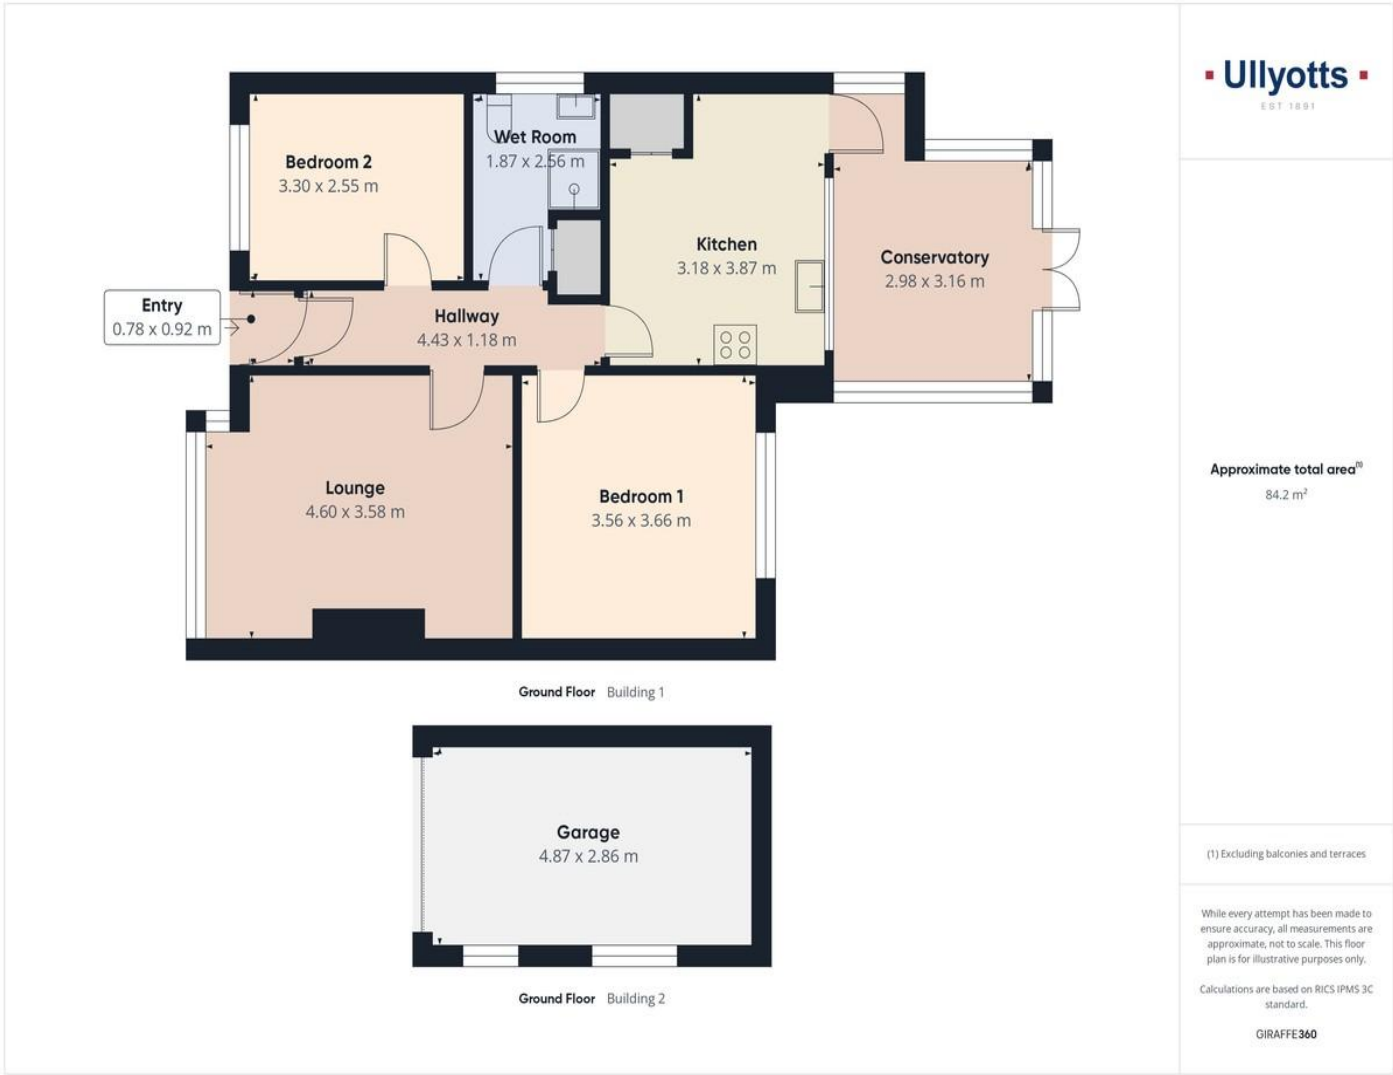 Ullyotts
EST 1891
Bedroom 2
3.30 x 2.55 m
Wet Room
1.87 x 2.56 m
Kitchen
3.18 x 3.87 m
Conservatory
2.98 x 3.16 m
Entry
0.78 x 0.92 m
Hallway
4.43 x 1.18 m
Lounge
4.60 x 3.58 m
Bedroom 1
3.56 x 3.66 m
Ground Floor Building 1
Garage
4.87 x 2.86 m
Ground Floor Building 2
Approximate total area(1)
84.2 m²
(1) Excluding balconies and terraces
While every attempt has been made to
ensure accuracy, all measurements are
approximate, not to scale. This floor
plan is for illustrative purposes only.
Calculations are based on RICS IPMS 3C
standard.
GIRAFFE360